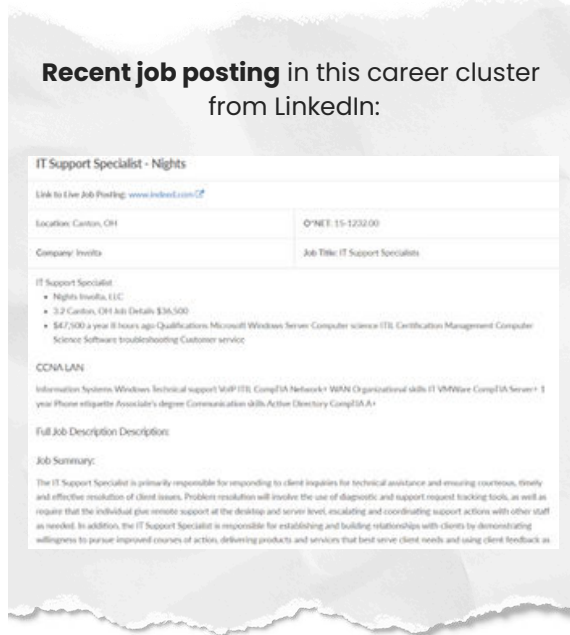 Recent job posting in this career cluster
from LinkedIn:
IT Support Specialist - Nights
Link to Live Job Posting: www.indeed.com
Location: Canton, OH
O*NET: 15-1232.00
Company: Involta
Job Title: IT Support Specialists
IT Support Specialist
• Nights Involta, LLC
• 3.2 Canton, OH Job Details $36,500
• $47,500 a year 8 hours ago Qualifications Microsoft Windows Server Computer science ITIL Certification Management Computer
Science Software troubleshooting Customer service
CCNA LAN
Information Systems Windows Technical support VoIP ITIL CompTIA Network+ WAN Organizational skills IT VMWare CompTIA Server+ 1
year Phone etiquette Associate's degree Communication skills Active Directory CompTIA A+
Full Job Description Description:
Job Summary:
The IT Support Specialist is primarily responsible for responding to client inquiries for technical assistance and ensuring courteous, timely
and effective resolution of client issues. Problem resolution will involve the use of diagnostic and support request tracking tools, as well as
require that the individual give remote support at the desktop and server level, escalating and coordinating support actions with other staff
as needed. In addition, the IT Support Specialist is responsible for establishing and building relationships with clients by demonstrating
willingness to pursue improved courses of action, delivering products and services that best serve client needs and using client feedback as